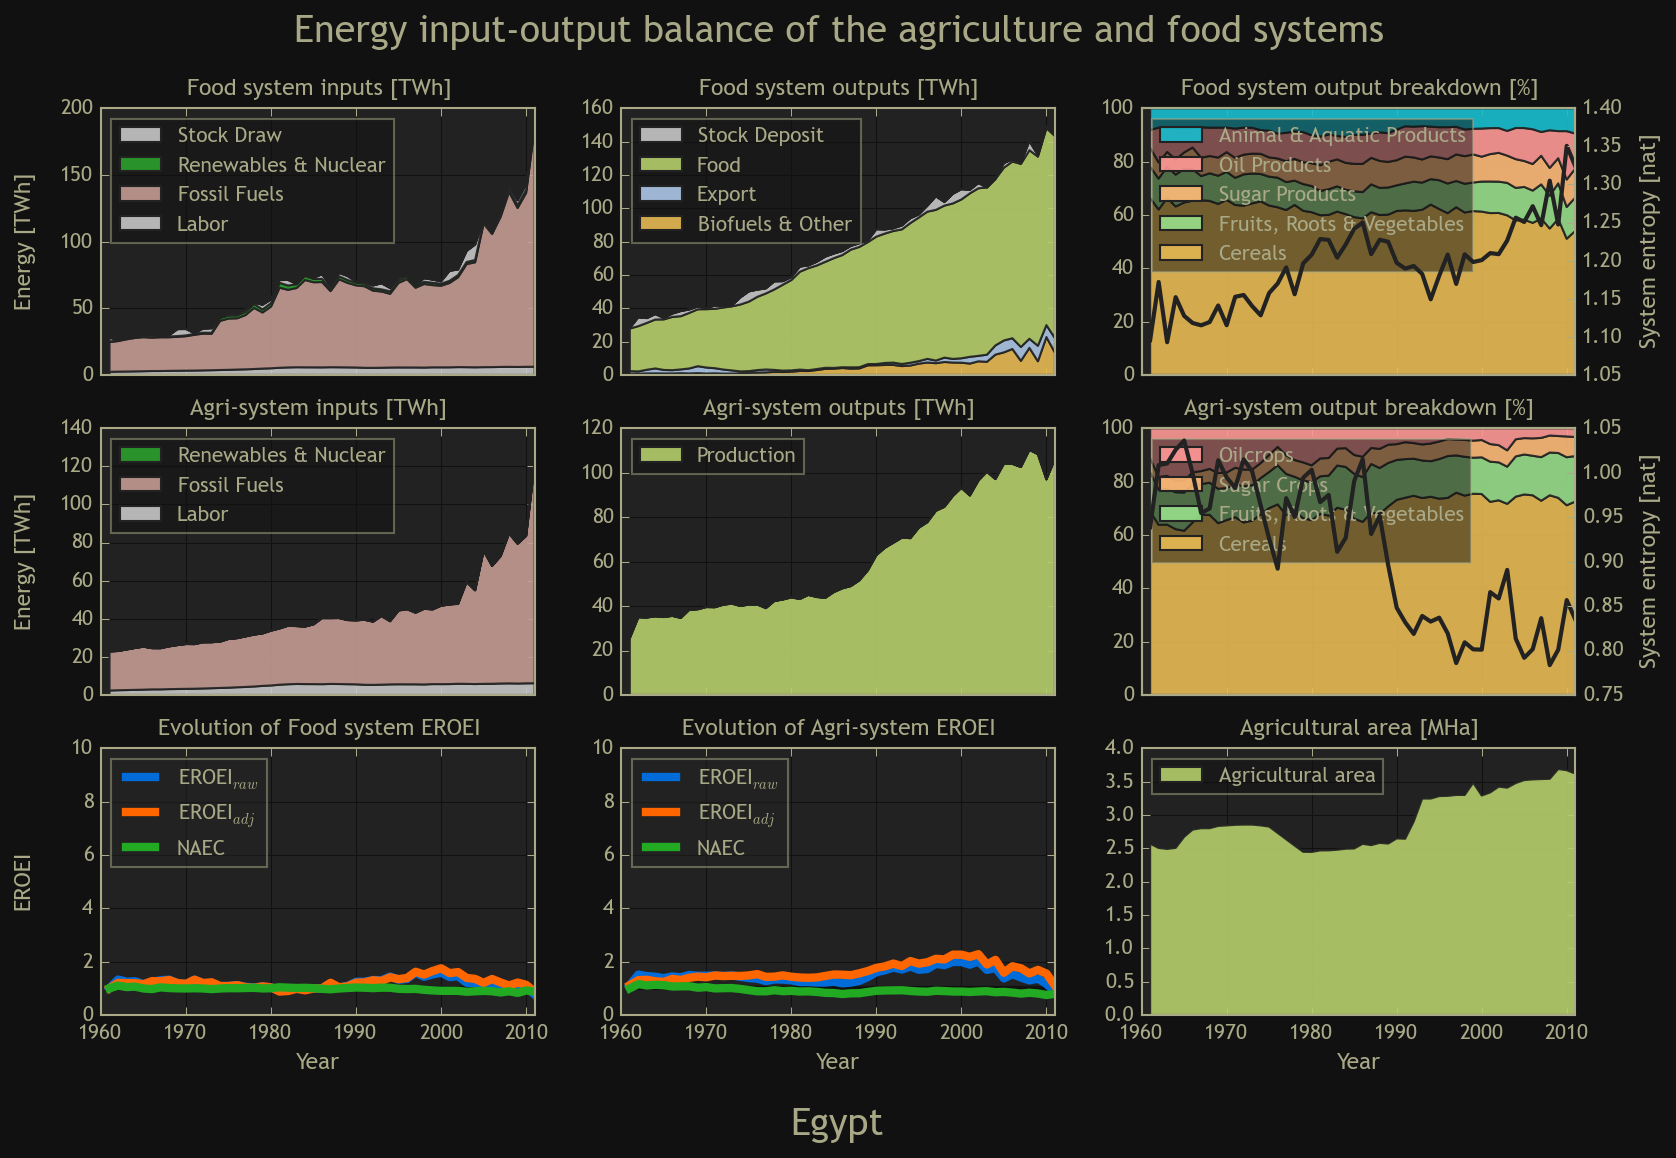 Energy input-output balance of the agriculture and food systems
Food system inputs [TWh]
Energy [TWh]
200
150
100
50
0
Stock Draw
Renewables & Nuclear
Fossil Fuels
Labor
Food system outputs [TWh]
160
140
120
100
80
60
40
20
0
Stock Deposit
Food
Export
Biofuels & Other
Food system output breakdown [%]
100
80
60
40
20
0
Animal & Aquatic Products
Oil Products
Sugar Products
Fruits, Roots & Vegetables
Cereals
1.40
1.35
1.30
1.25
1.20
1.15
1.10
1.05
System entropy [nat]
Agri-system inputs [TWh]
Energy [TWh]
140
120
100
80
60
40
20
0
Renewables & Nuclear
Fossil Fuels
Labor
Agri-system outputs [TWh]
120
100
80
60
40
20
0
Production
Agri-system output breakdown [%]
100
80
60
40
20
0
Oilcrops
Sugar Crops
Fruits, Roots & Vegetables
Cereals
1.05
1.00
0.95
0.90
0.85
0.80
0.75
System entropy [nat]
Evolution of Food system EROEI
EROEI
10
8
6
4
2
0
EROEI raw
EROEI adj
NAEC
1960 1970 1980 1990 2000 2010
Year
Evolution of Agri-system EROEI
10
8
6
4
2
0
EROEI raw
EROEI adj
NAEC
1960 1970 1980 1990 2000 2010
Year
Agricultural area [MHa]
4.0
3.5
3.0
2.5
2.0
1.5
1.0
0.5
0.0
Agricultural area
1960 1970 1980 1990 2000 2010
Year
Egypt